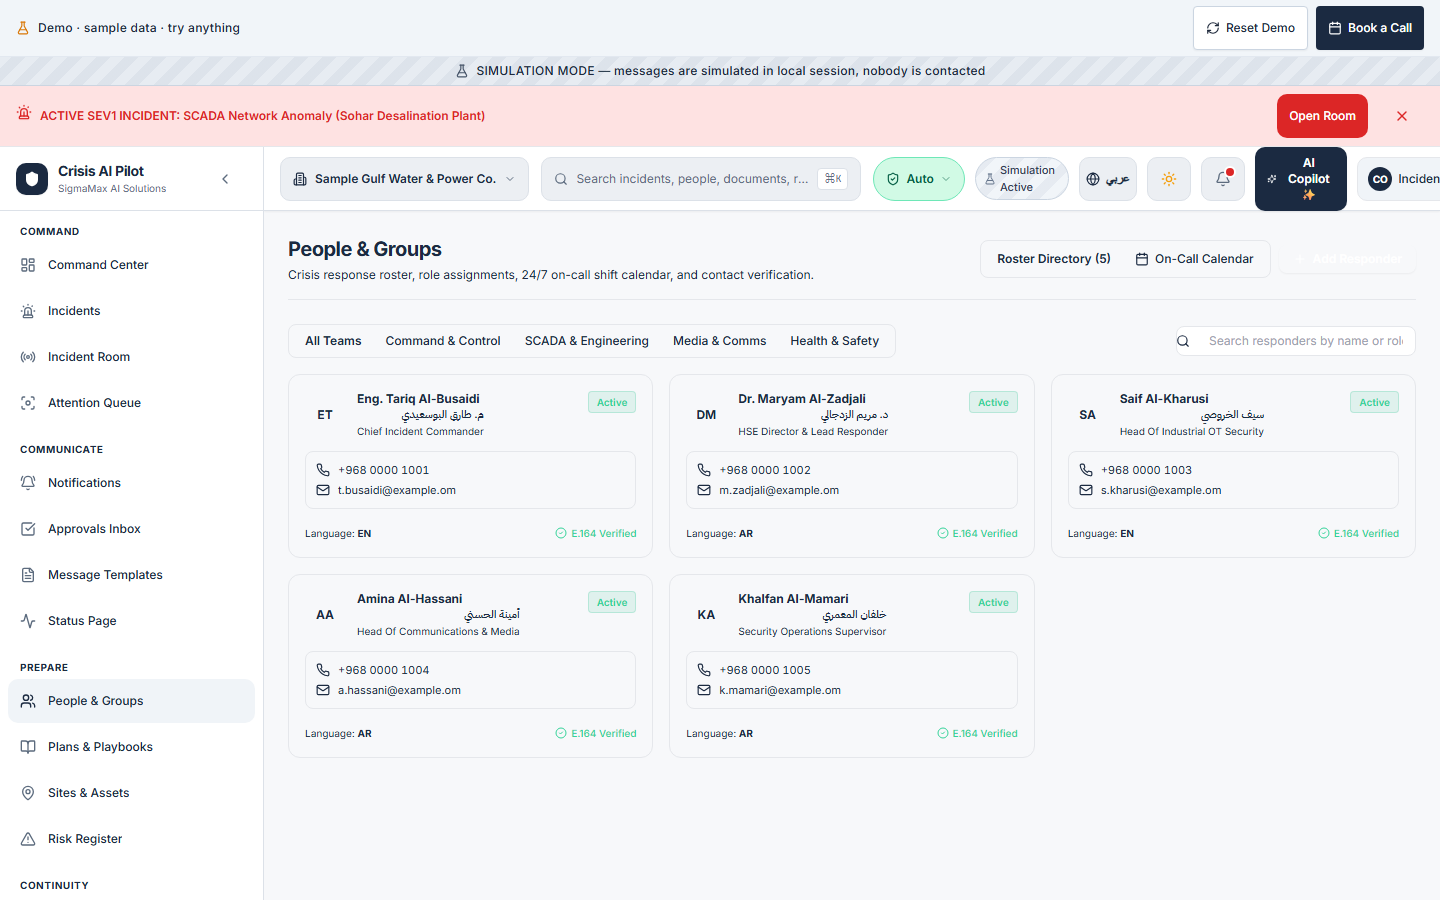 Demo · sample data · try anything
Reset Demo
Book a Call
SIMULATION MODE — messages are simulated in local session, nobody is contacted
ACTIVE SEV1 INCIDENT: SCADA Network Anomaly (Sohar Desalination Plant)
Open Room
Crisis AI Pilot
SigmaMax AI Solutions
Sample Gulf Water & Power Co.
Search incidents, people, documents, r...
⌘K
Auto
Simulation
Active
عربي
AI
Copilot
✨
CO
Inciden
COMMAND
Command Center
Incidents
Incident Room
Attention Queue
COMMUNICATE
Notifications
Approvals Inbox
Message Templates
Status Page
PREPARE
People & Groups
Plans & Playbooks
Sites & Assets
Risk Register
CONTINUITY
People & Groups
Crisis response roster, role assignments, 24/7 on-call shift calendar, and contact verification.
Roster Directory (5)
On-Call Calendar
+ Add Responder
All Teams
Command & Control
SCADA & Engineering
Media & Comms
Health & Safety
Search responders by name or rol
ET
Eng. Tariq Al-Busaidi
م. طارق البوسعيدي
Chief Incident Commander
Active
+968 0000 1001
t.busaidi@example.om
Language: EN
E.164 Verified
DM
Dr. Maryam Al-Zadjali
د. مريم الزدجالي
HSE Director & Lead Responder
Active
+968 0000 1002
m.zadjali@example.om
Language: AR
E.164 Verified
SA
Saif Al-Kharusi
سيف الخروصي
Head Of Industrial OT Security
Active
+968 0000 1003
s.kharusi@example.om
Language: EN
E.164 Verified
AA
Amina Al-Hassani
أمينة الحسني
Head Of Communications & Media
Active
+968 0000 1004
a.hassani@example.om
Language: AR
E.164 Verified
KA
Khalfan Al-Mamari
خلفان المعمري
Security Operations Supervisor
Active
+968 0000 1005
k.mamari@example.om
Language: AR
E.164 Verified